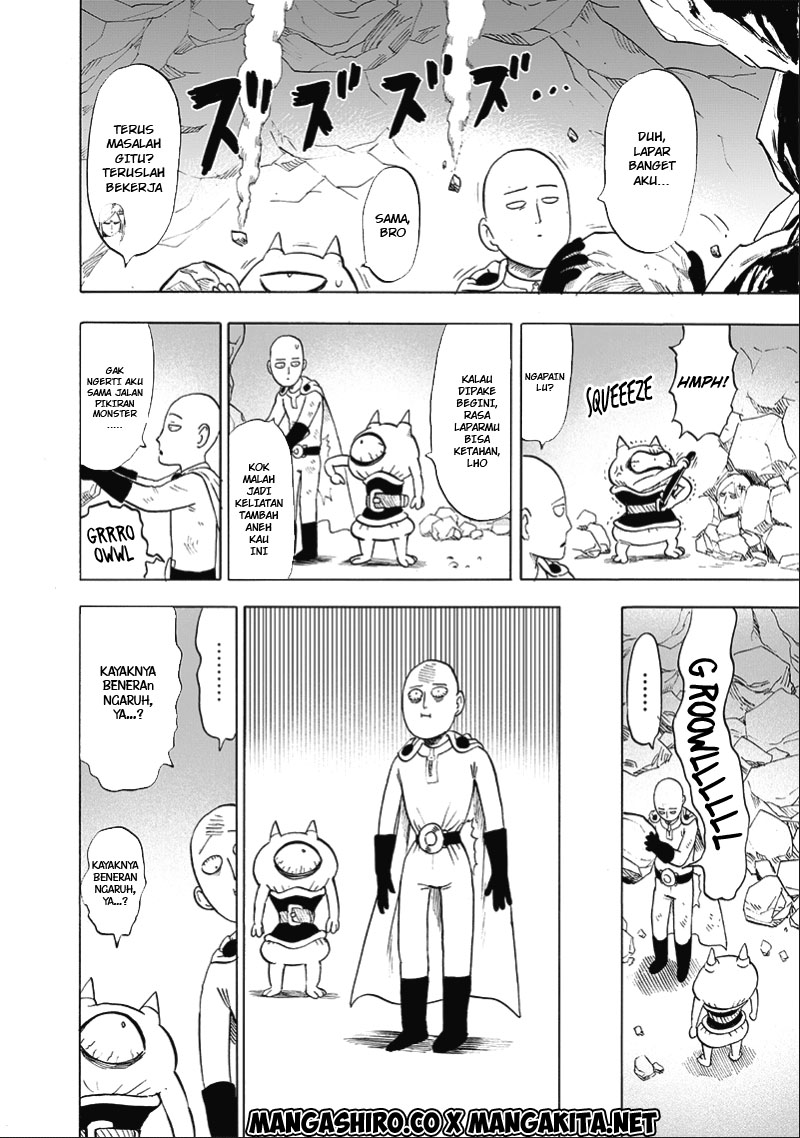 ズズズズ...
DUH,
LAPAR
BANGET
AKU...
SAMA,
BRO
TERUS
MASALAH
GITU?
TERUSLAH
BEKERJA
HMPH!
SQUEEEZE
NGAPAIN
LU?
KALAU
DIPAKE
BEGINI,
RASA
LAPARMU
BISA
KETAHAN,
LHO
KOK
MALAH
JADI
KELIATAN
TAMBAH
ANEH
KAU
INI
GAK
NGERTI AKU
SAMA JALAN
PIKIRAN
MONSTER
......
GRRRO
OWWL
GROOWLLLLLL
.....
......
KAYAKNYA
BENERAn
NGARUH,
YA...?
KAYAKNYA
BENERAN
NGARUH,
YA...?
MANGASHIRO.CO X MANGAKITA.NET